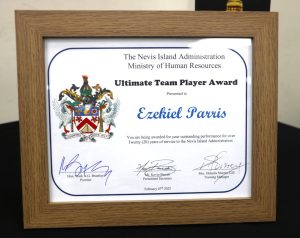 The Nevis Island Administration
Ministry of Human Resources
Ultimate Team Player Award
Presented to
Ezekiel Parris
You are being awarded for your outstanding performance for over
Twenty (20) years of service to the Nevis Island Administration
Premier
Permanent Secretary
Training Manager
February 2022